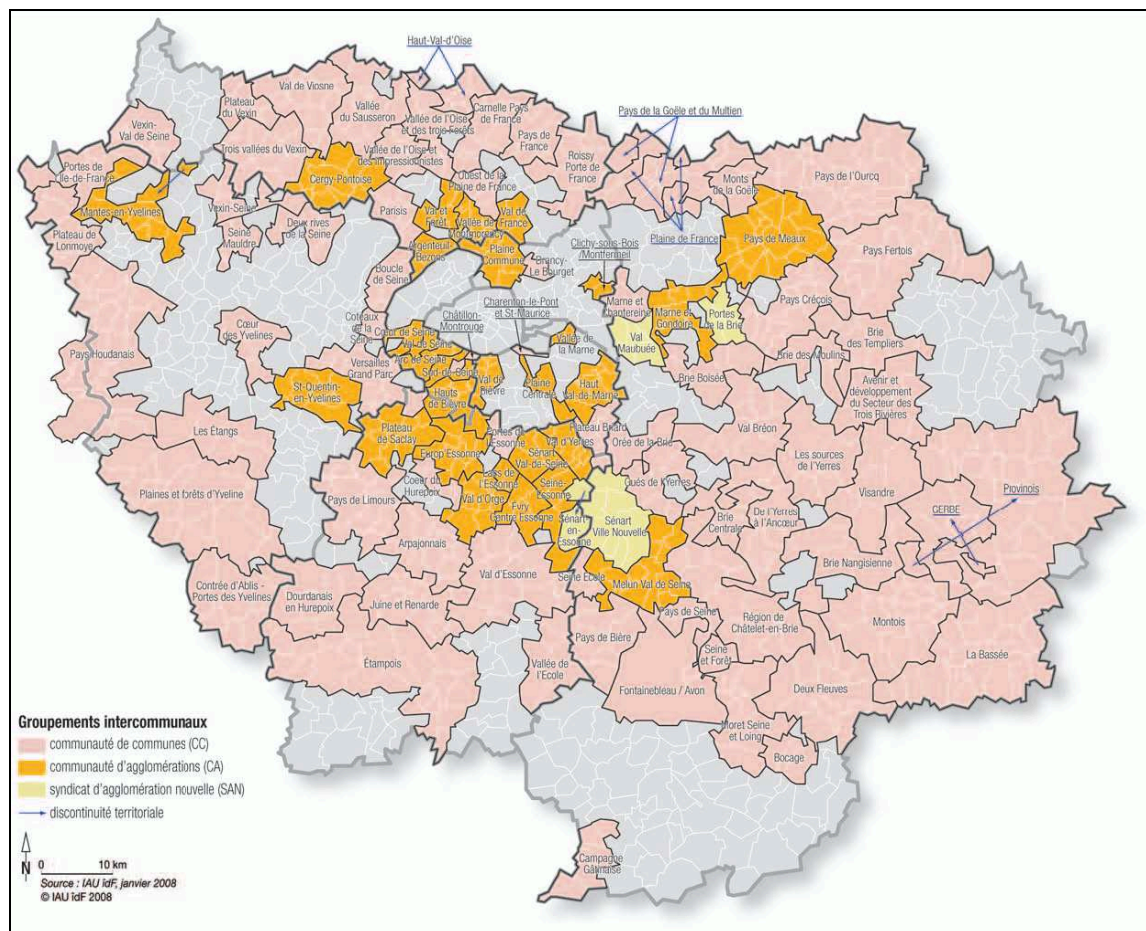 Haut-Val-d'Oise
Val de Viosne
Plateau
du Vexin
Vallée
du Sausseron
Vallée de l'Oise
et des trois Forêts
Carnelle Pays
de France
Pays de la Goële et du Multien
Vexin-
Val de Seine
Trois vallées du Vexin
Vallée de l'Oise et
des Impressionnistes
Pays de
France
Roissy
Porte de
France
Portes de
L'Ile-de-France
Cergy-Pontoise
Ouest de la
Plaine de France
Monts
de la Goële
Pays de l'Ourcq
Mantes-en-Yvelines
Vexin-Seine
Parisis
Val et
Forêt
Vallée de
Montmorency
Val de
France
Plateau de
Lonmoye
Seine
Mauldre
Deux rives
de la Seine
Argenteuil-
Bezons
Plaine
Commune
Clichy-sous-Bois
/Montfermeil
Plaine de France
Pays de Meaux
Pays Fertois
Boucle
de Seine
Drancy-
Le Bourget
Charenton-le-Pont
et St-Maurice
Marne et
Chantereine
Marne et
Gondoire
Portes
de la Brie
Pays Créçois
Coteaux
de la
Seine
Châtillon-
Montrouge
Cœur de Seine
Val de Seine
Arc de Seine
Vallée de
la Marne
Val
Maubuée
Brie des
Templiers
Cœur
des Yvelines
Pays Houdanais
Versailles
Grand Parc
Sud-de-Seine
Val de
Bièvre
Plaine
Centrale
Haut
Val-de-Marne
Brie Boisée
Brie des Moulins
Avenir et
développement
du Secteur des
Trois Rivières
St-Quentin-
en-Yvelines
Hauts
de Bièvre
Les Étangs
Plateau
de Saclay
Portes de
l'Essonne
Plateau Briard
Val d'Yerres
Orée de la Brie
Val Bréon
Europ'Essonne
Sénart
Val-de-Seine
Les sources
de l'Yerres
Plaines et forêts d'Yveline
Pays de Limours
Coeur du
Hurepoix
Lacs de
l'Essonne
Val d'Orge
Seine-
Essonne
Gués de l'Yerres
Visandre
Provinois
Evry
Centre Essonne
Sénart
en-
Essonne
Sénart
Ville Nouvelle
Brie
Centrale
De l'Yerres
à l'Ancœur
GERBE
Arpajonnais
Val d'Essonne
Seine Ecole
Melun Val de Seine
Brie Nangisienne
Contrée d'Ablis -
Portes des Yvelines
Dourdanais
en Hurepoix
Juine et Renarde
Pays de Seine
Région de
Châtelet-en-Brie
Montois
Étampois
Vallée de
l'Ecole
Pays de Bière
Seine
et Forêt
La Bassée
Fontainebleau / Avon
Deux Fleuves
Moret Seine
et Loing
Bocage
Campagne
Gâtinaise
Groupements intercommunaux
communauté de communes (CC)
communauté d'agglomérations (CA)
syndicat d'agglomération nouvelle (SAN)
discontinuité territoriale
N
0 10 km
Source : IAU îdF, janvier 2008
© IAU îdF 2008